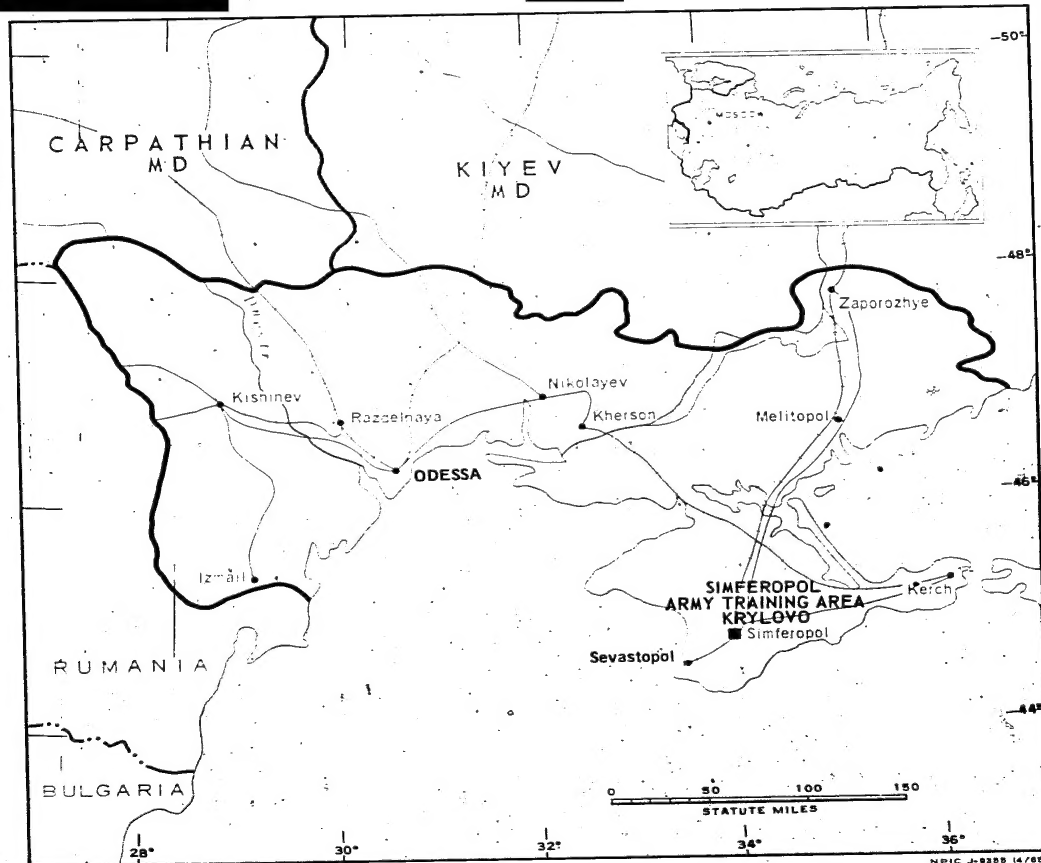 50°
CARPATHIAN
MD
KIYEV
MD
MOSCOW
48°
Zaporozhye
Kishinev
Razdelnaya
Nikolayev
Kherson
Melitopol
ODESSA
46°
Izmail
SIMFEROPOL
ARMY TRAINING AREA
KRYLOVO
Kerch
Simferopol
Sevastopol
RUMANIA
44°
BULGARIA
0 50 100 150
STATUTE MILES
28° 30° 32° 34° 36°